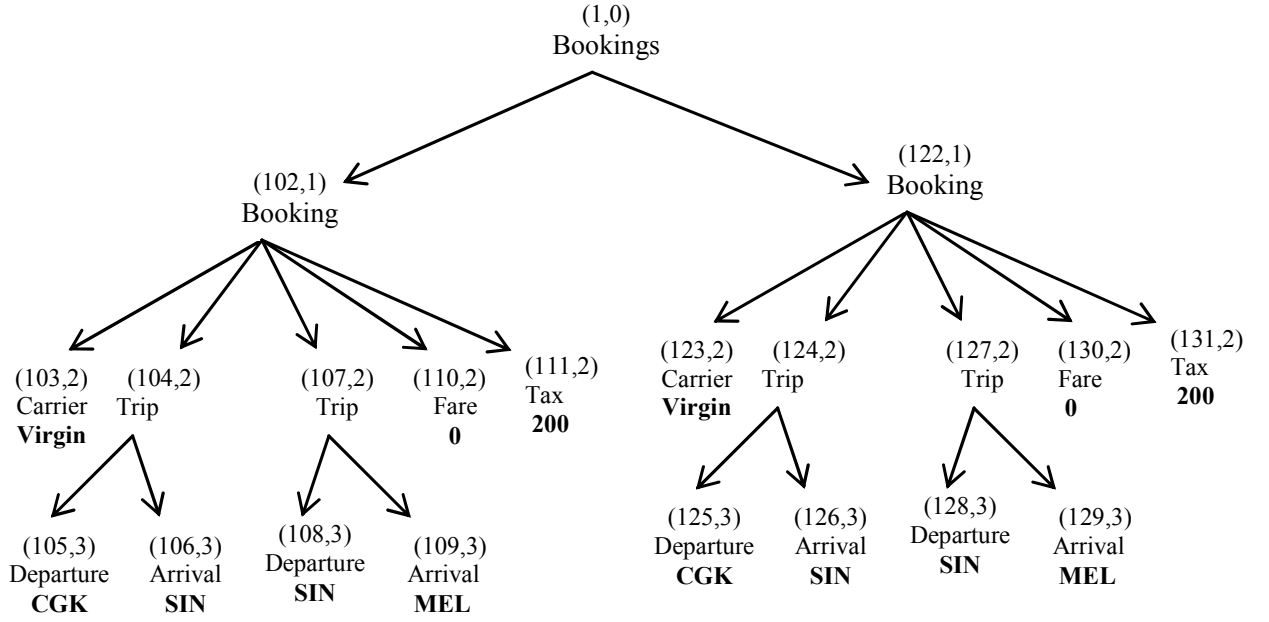 (1,0)
Bookings
(102,1)
Booking
(122,1)
Booking
(103,2)
Carrier
Virgin
(104,2)
Trip
(107,2)
Trip
(110,2)
Fare
0
(111,2)
Tax
200
(123,2)
Carrier
Virgin
(124,2)
Trip
(127,2)
Trip
(130,2)
Fare
0
(131,2)
Tax
200
(105,3)
Departure
CGK
(106,3)
Arrival
SIN
(108,3)
Departure
SIN
(109,3)
Arrival
MEL
(125,3)
Departure
CGK
(126,3)
Arrival
SIN
(128,3)
Departure
SIN
(129,3)
Arrival
MEL